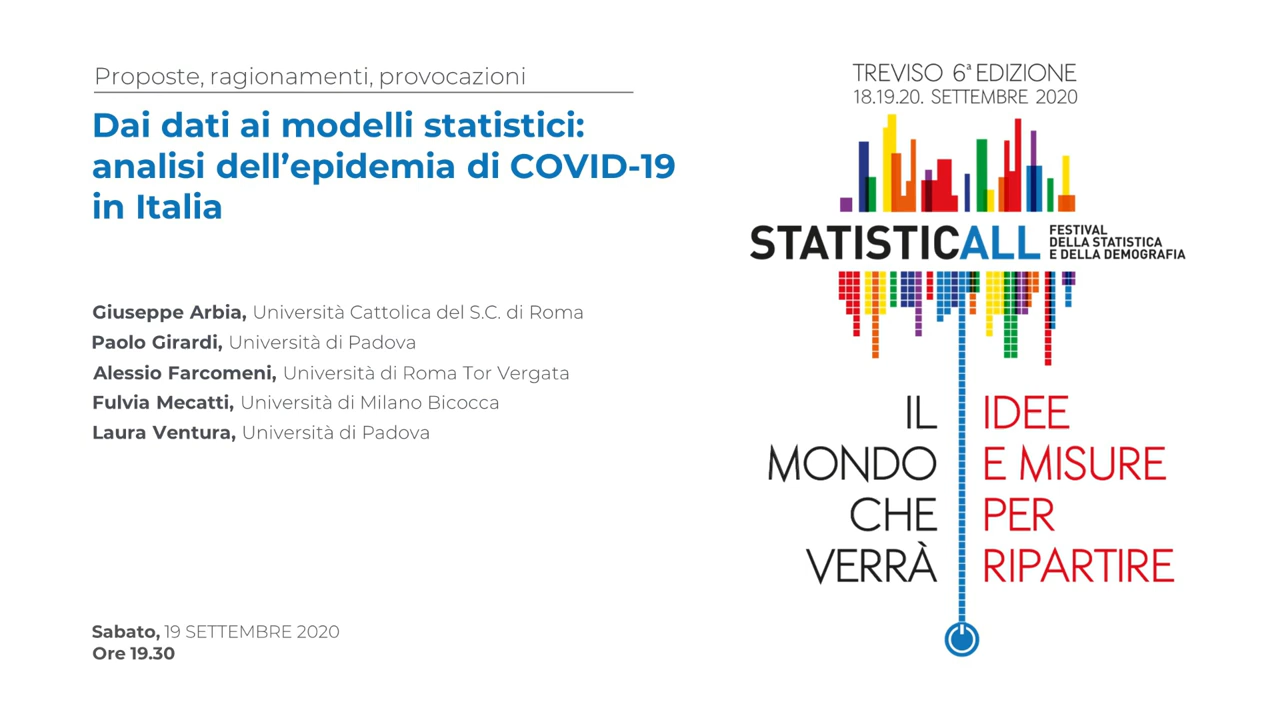 Proposte, ragionamenti, provocazioni
Dai dati ai modelli statistici:
analisi dell’epidemia di COVID-19
in Italia
Giuseppe Arbia, Università Cattolica del S.C. di Roma
Paolo Girardi, Università di Padova
Alessio Farcomeni, Università di Roma Tor Vergata
Fulvia Mecatti, Università di Milano Bicocca
Laura Ventura, Università di Padova
Sabato, 19 SETTEMBRE 2020
Ore 19.30
TREVISO 6ª EDIZIONE
18.19.20. SETTEMBRE 2020
STATISTICALL
FESTIVAL
DELLA STATISTICA
E DELLA DEMOGRAFIA
IL
MONDO
CHE
VERRÀ
IDEE
E MISURE
PER
RIPARTIRE